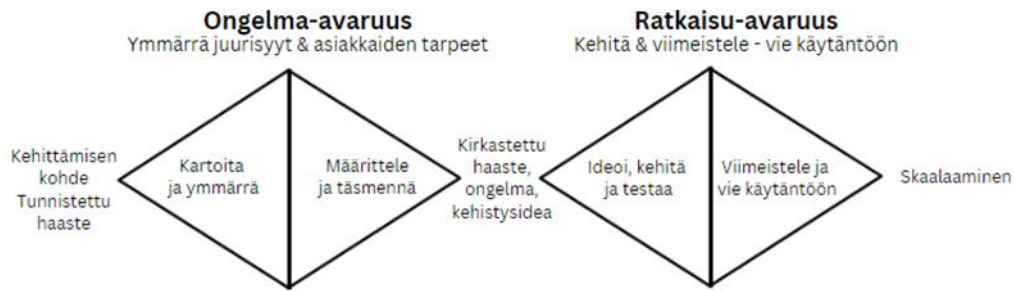 Ongelma-avaruus
Ymmärrä juurisyyt & asiakkaiden tarpeet
Ratkaisu-avaruus
Kehitä & viimeistele - vie käytäntöön
Kehittämisen
kohde
Tunnistettu
haaste
Kartoita
ja ymmärrä
Määrittele
ja täsmennä
Kirkastettu
haaste,
ongelma,
kehistysidea
Ideoi, kehitä
ja testaa
Viimeistele ja
vie käytäntöön
Skaalaaminen